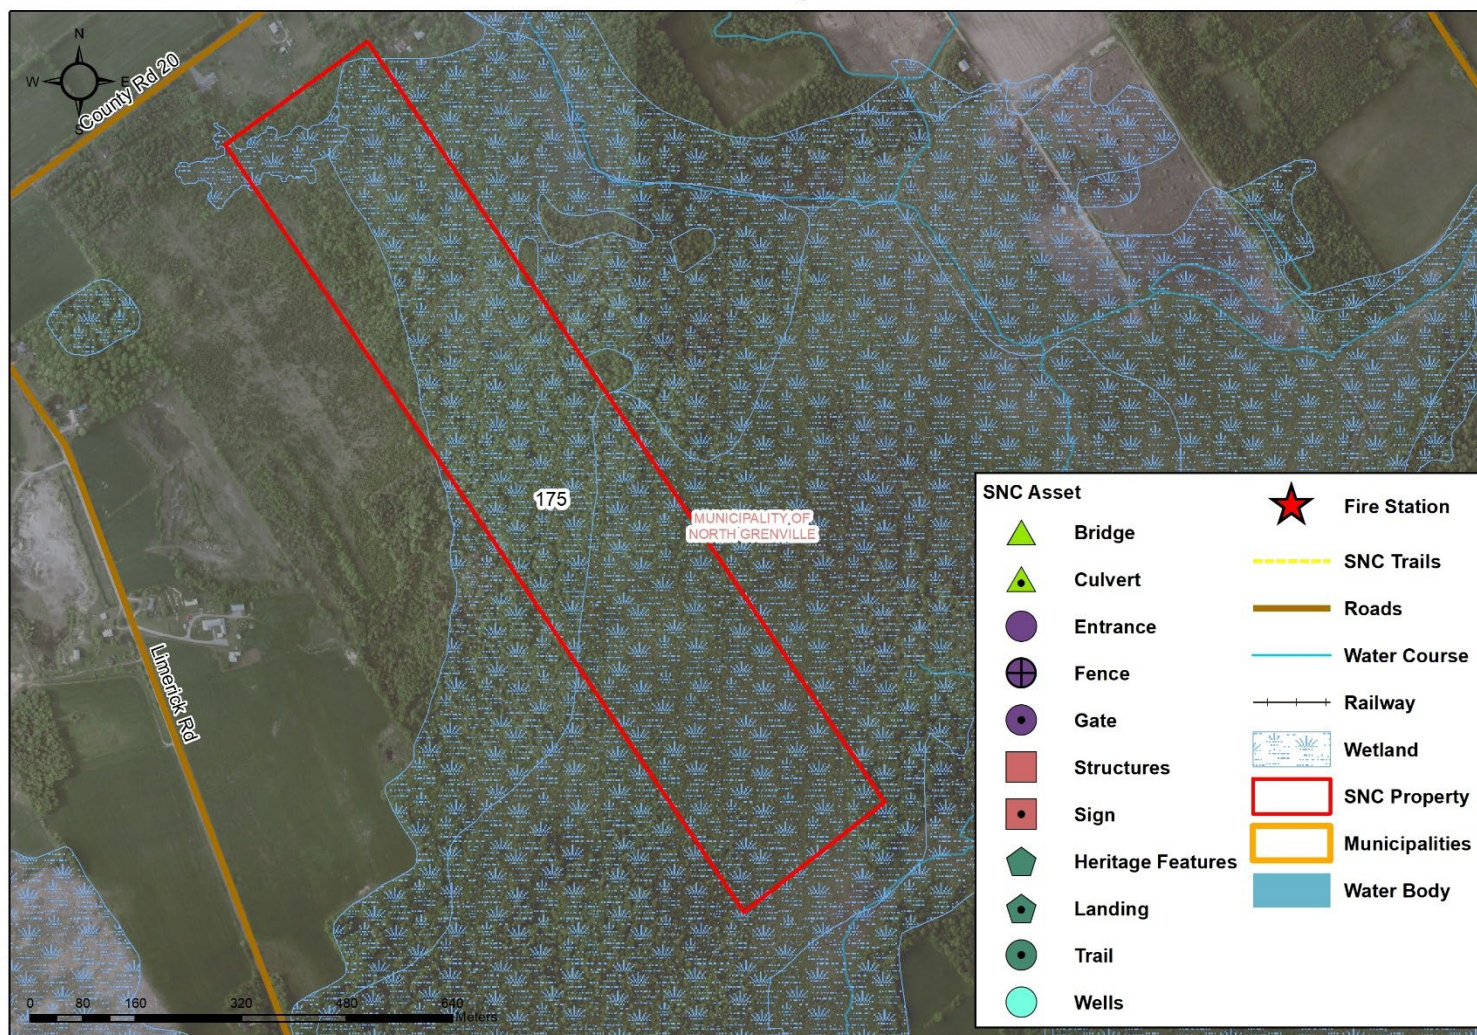 N
W
E
S
County Rd 20
175
MUNICIPALITY OF
NORTH GRENVILLE
Limerick Rd
SNC Asset
Bridge
Culvert
Entrance
Fence
Gate
Structures
Sign
Heritage Features
Landing
Trail
Wells
Fire Station
SNC Trails
Roads
Water Course
Railway
Wetland
SNC Property
Municipalities
Water Body
0 80 160 320 480 640
Meters